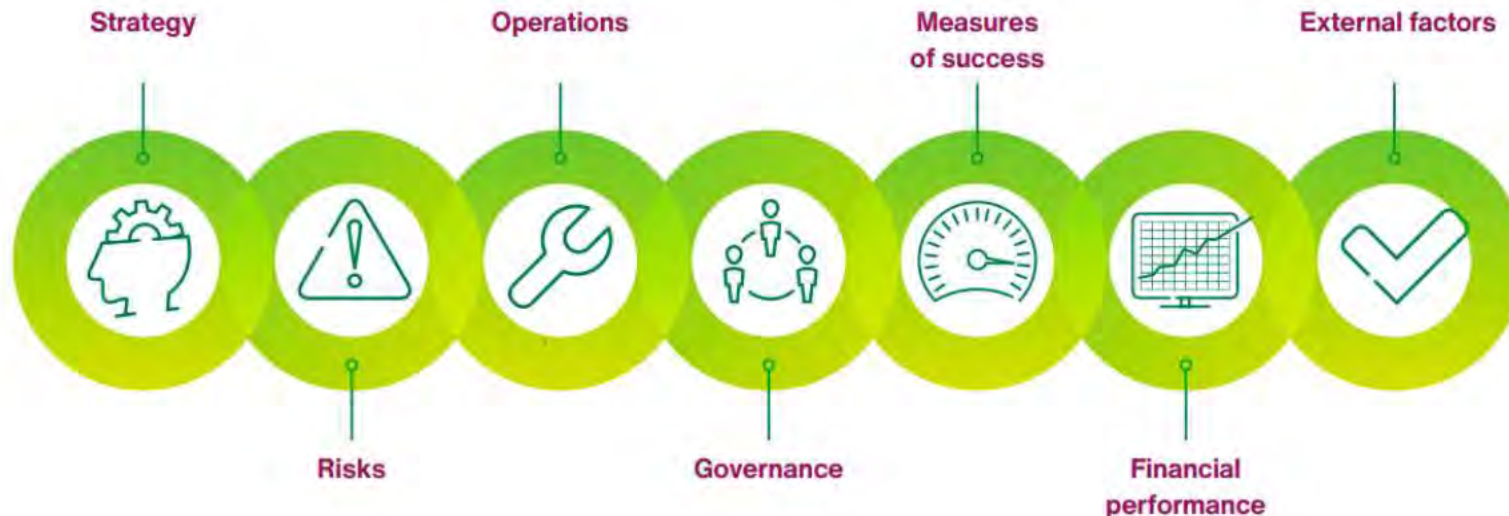 Strategy
Operations
Measures
of success
External factors
Risks
Governance
Financial
performance